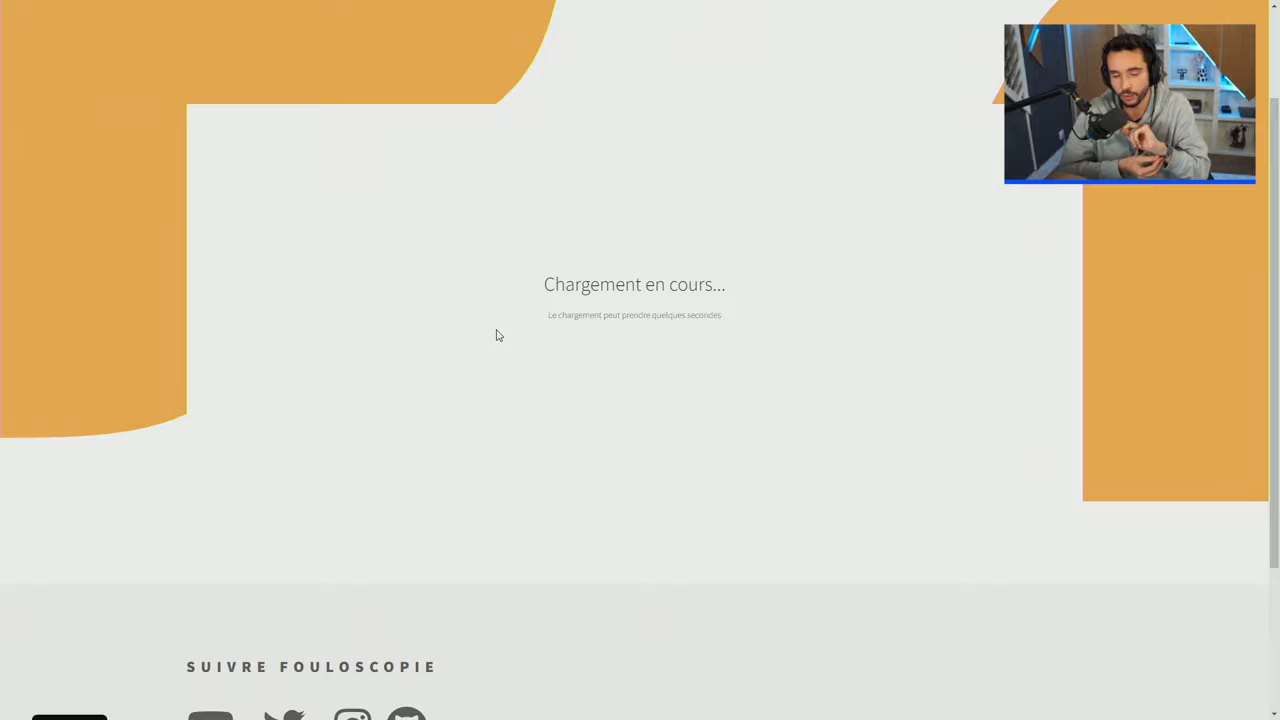 Chargement en cours...
Le chargement peut prendre quelques secondes
SUIVRE FOULOSCOPIE